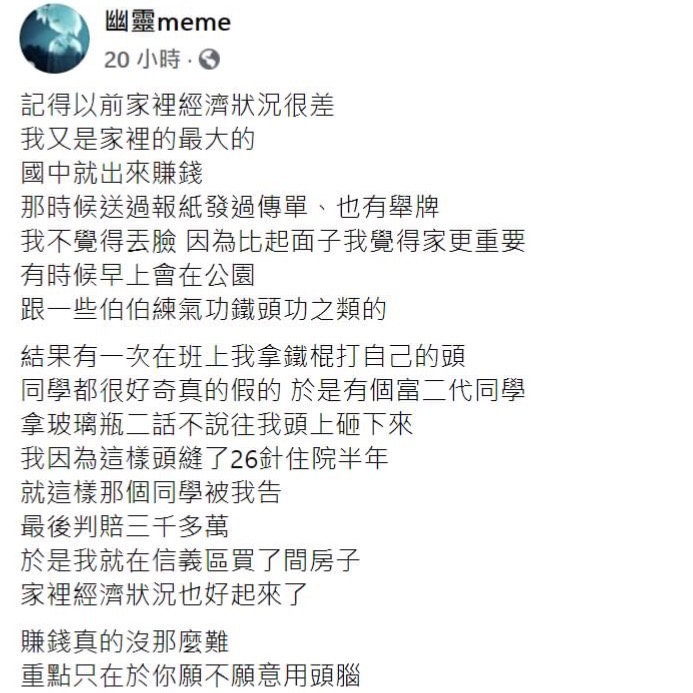 幽靈meme
20 小時 ·
記得以前家裡經濟狀況很差
我又是家裡的最大的
國中就出來賺錢
那時候送過報紙發過傳單、也有舉牌
我不覺得丟臉 因為比起面子我覺得家更重要
有時候早上會在公園
跟一些伯伯練氣功鐵頭功之類的
結果有一次在班上我拿鐵棍打自己的頭
同學都很好奇真的假的 於是有個富二代同學
拿玻璃瓶二話不說往我頭上砸下來
我因為這樣頭縫了26針住院半年
就這樣那個同學被我告
最後判賠三千多萬
於是我就在信義區買了間房子
家裡經濟狀況也好起來了
賺錢真的沒那麼難
重點只在於你願不願意用頭腦